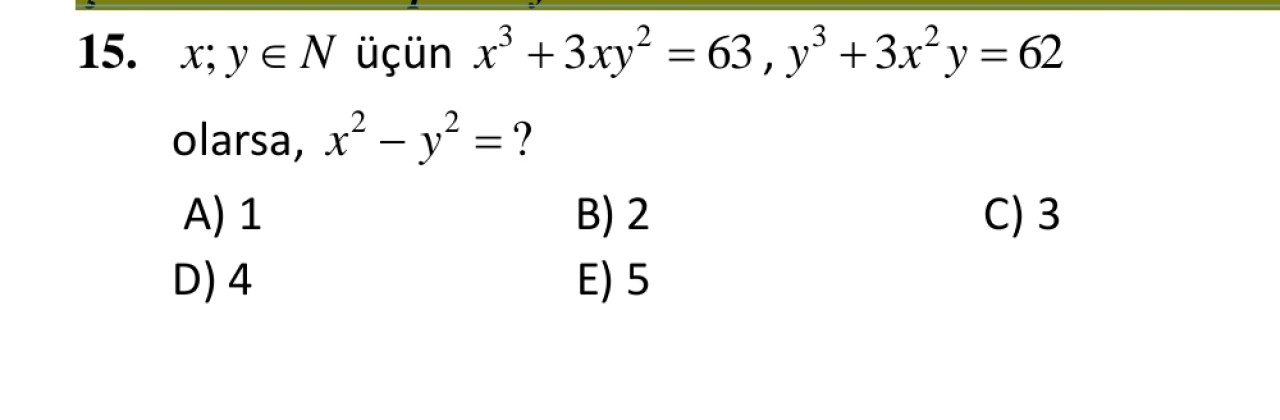 15. x; y ∈ N üçün x³ + 3xy² = 63 , y³ + 3x²y = 62
olarsa, x² − y² = ?
A) 1 B) 2 C) 3
D) 4 E) 5